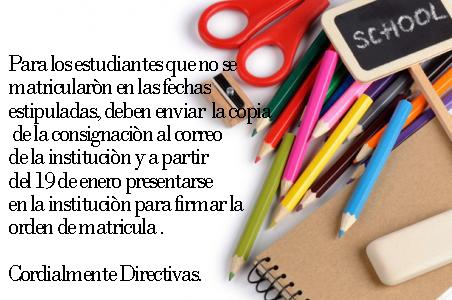 SCHOOL
Para los estudiantes que no se
matricularòn en las fechas
estipuladas, deben enviar la copia
de la consignaciòn al correo
de la instituciòn y a partir
del 19 de enero presentarse
en la instituciòn para firmar la
orden de matricula .
Cordialmente Directivas.